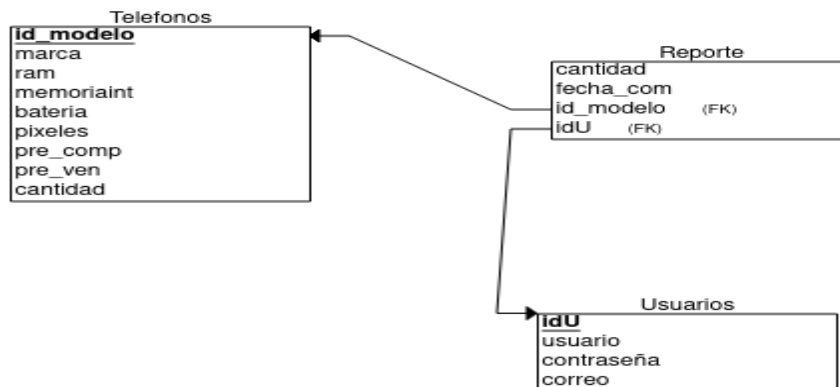 Telefonos
id_modelo
marca
ram
memoriaint
bateria
pixeles
pre_comp
pre_ven
cantidad
Reporte
cantidad
fecha_com
id_modelo (FK)
idU (FK)
Usuarios
idU
usuario
contraseña
correo